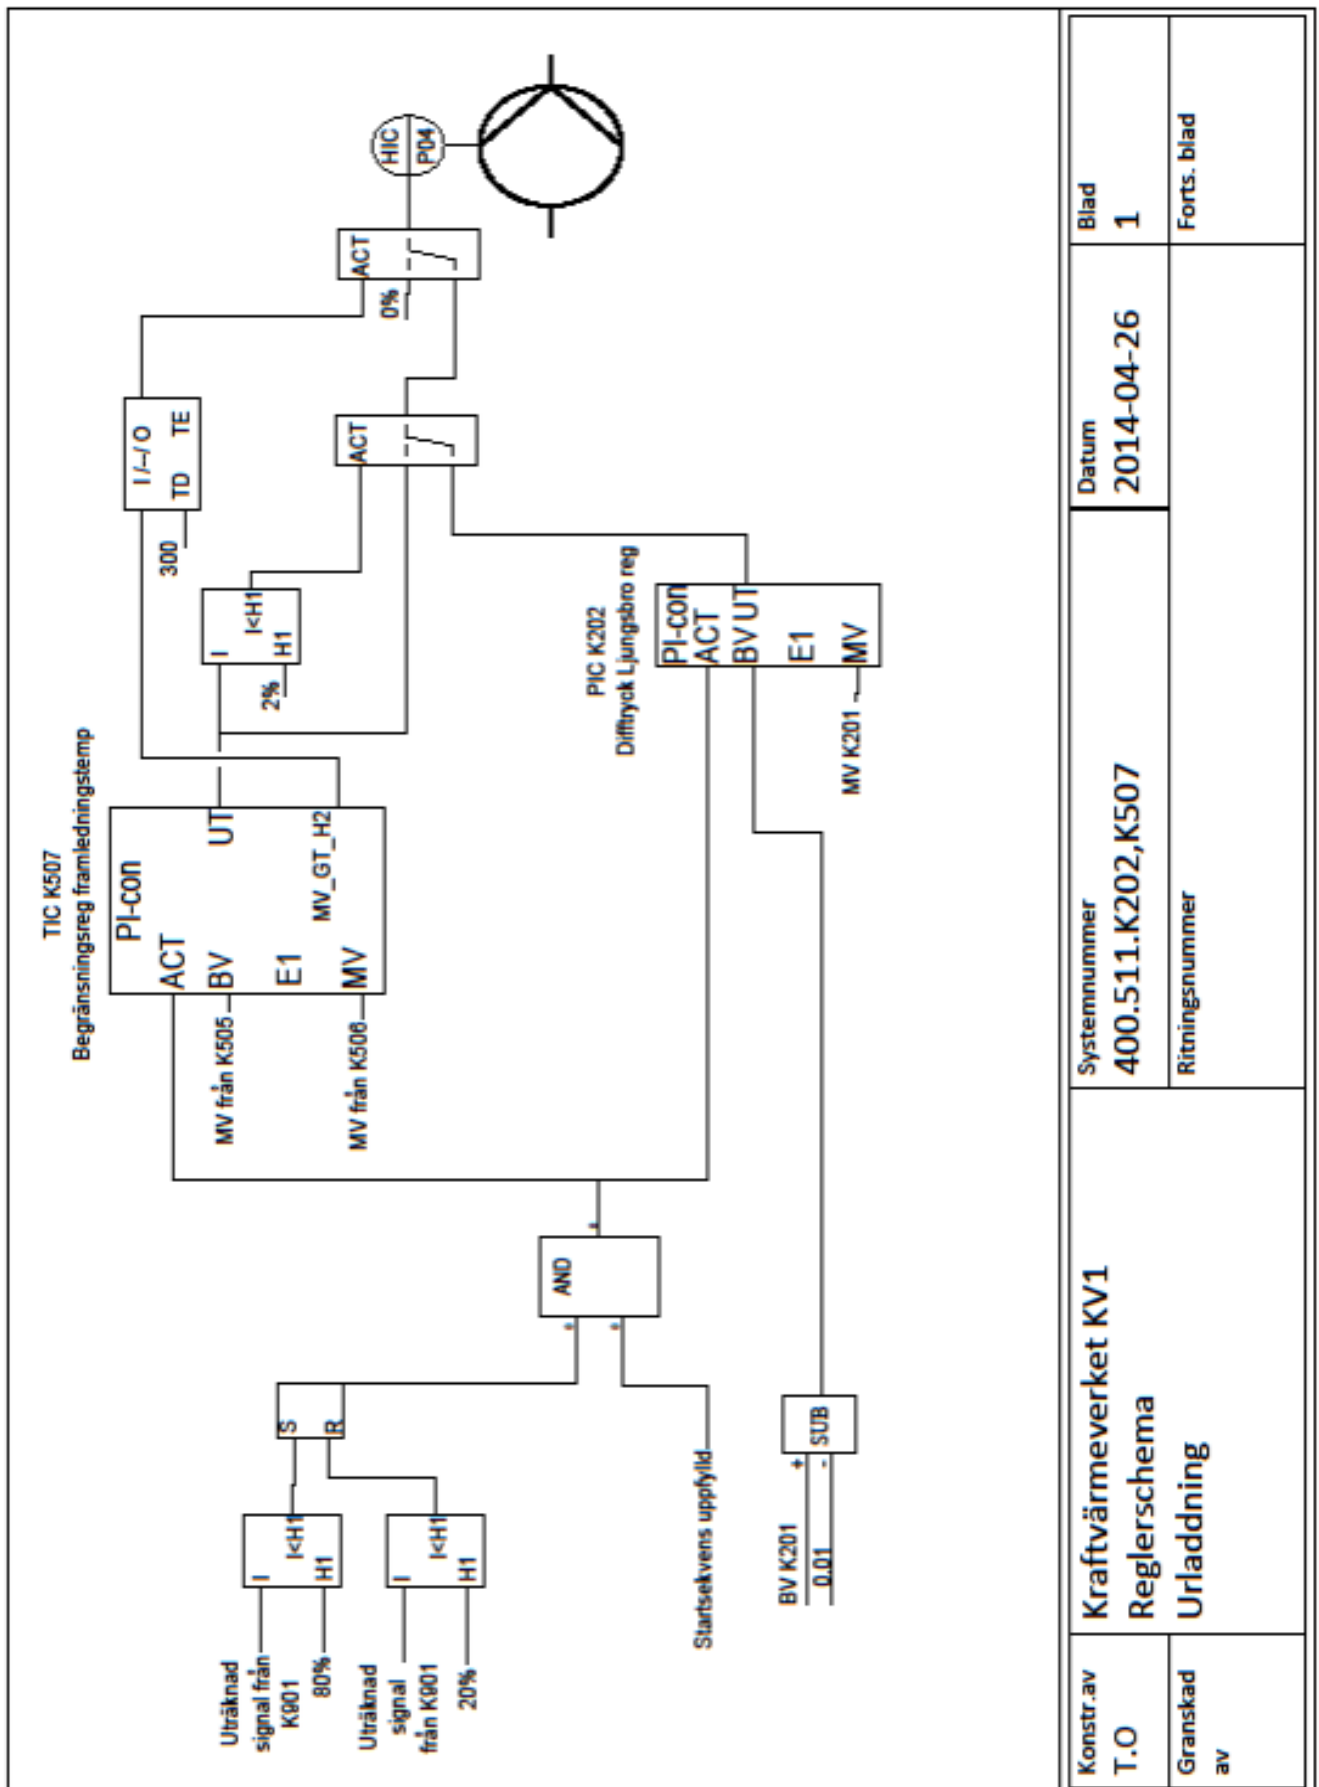 TIC K507
Begränsningsreg framledningstemp
PI-con
ACT
BV
E1
MV
UT
MV_GT_H2
MV från K505
MV från K506
I
I<H1
H1
2%
I /--/ O
TD TE
300
ACT
ACT
0%
HIC
P04
PIC K202
Difftryck Ljungsbro reg
PI-con
ACT
BV UT
E1
MV
MV K201
Uträknad
signal från
K901
80%
I
I<H1
H1
Uträknad
signal
från K901
20%
I
I<H1
H1
S
R
AND
Startsekvens uppfylld
BV K201
0.01
+
-
SUB
Konstr.av
T.O
Granskad
av
Kraftvärmeverket KV1
Reglerschema
Urladdning
Systemnummer
400.511.K202,K507
Ritningsnummer
Datum
2014-04-26
Blad
1
Forts. blad